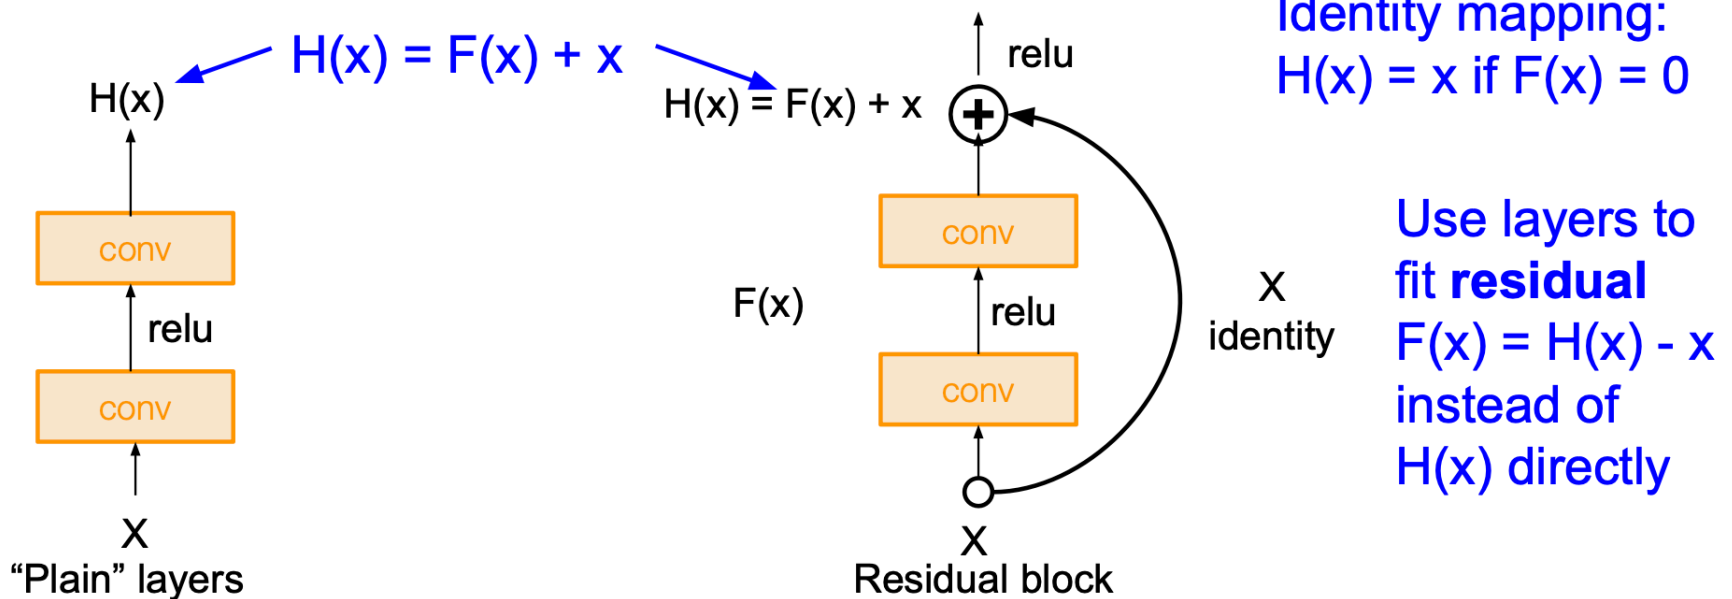 H(x) = F(x) + x
H(x)
conv
relu
conv
X
“Plain” layers
relu
H(x) = F(x) + x
+
conv
F(x)
relu
conv
X
Residual block
X
identity
Identity mapping:
H(x) = x if F(x) = 0
Use layers to
fit residual
F(x) = H(x) - x
instead of
H(x) directly